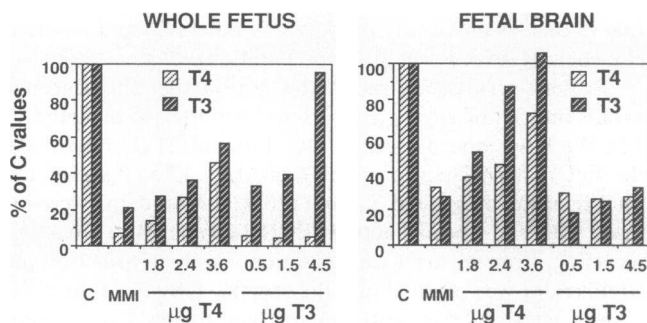 WHOLE FETUS
% of C values
100
80
60
40
20
0
T4
T3
1.8 2.4 3.6 0.5 1.5 4.5
C MMI
µg T4 µg T3
FETAL BRAIN
100
80
60
40
20
0
T4
T3
1.8 2.4 3.6 0.5 1.5 4.5
C MMI
µg T4 µg T3